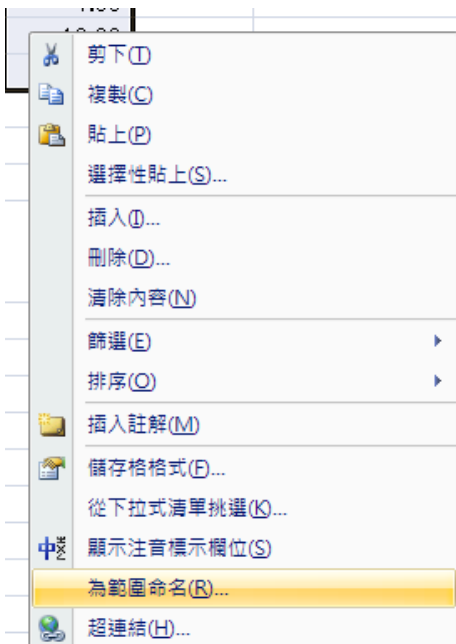 剪下(T)
複製(C)
貼上(P)
選擇性貼上(S)...
插入(I)...
刪除(D)...
清除內容(N)
篩選(E)
排序(O)
插入註解(M)
儲存格格式(F)...
從下拉式清單挑選(K)...
顯示注音標示欄位(S)
為範圍命名(R)...
超連結(H)...